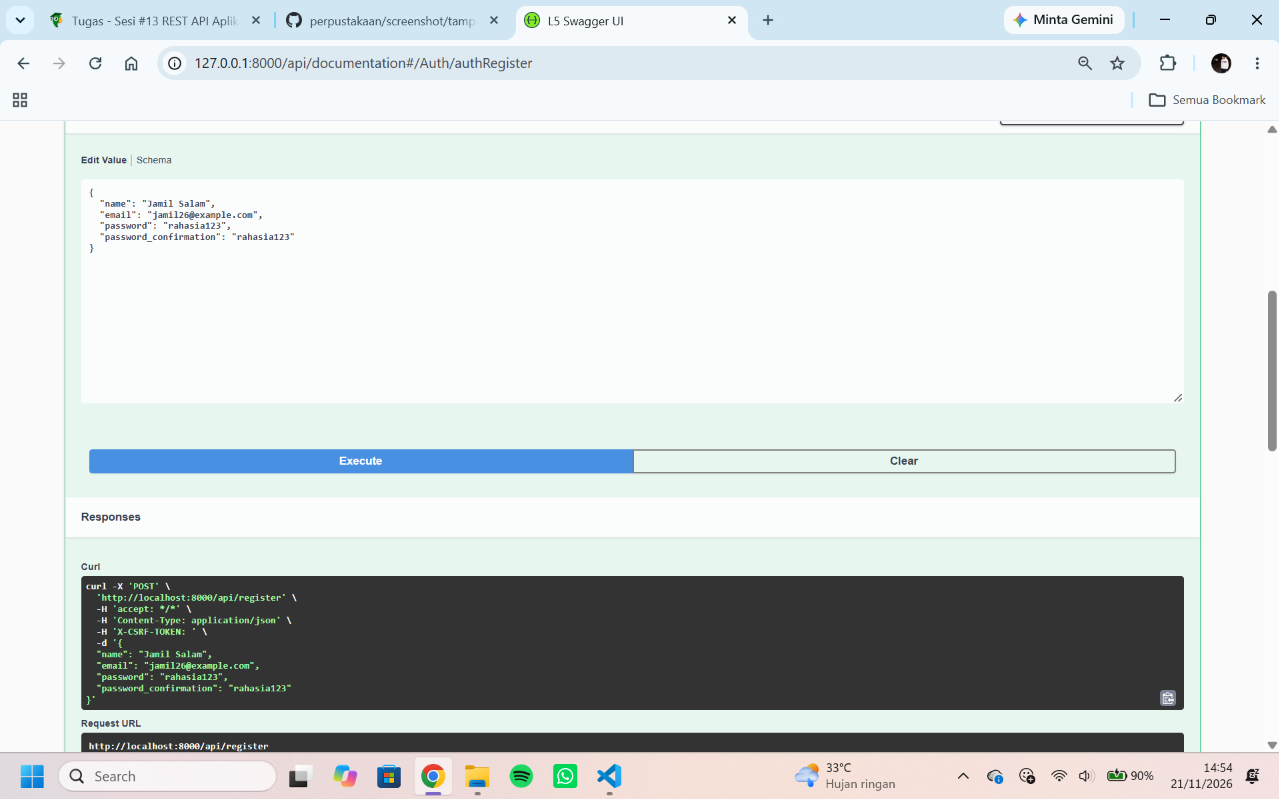 Tugas - Sesi #13 REST API Aplik
perpustakaan/screenshot/tamp
L5 Swagger UI
Minta Gemini
127.0.0.1:8000/api/documentation#/Auth/authRegister
Semua Bookmark
Edit Value | Schema
{
"name": "Jamil Salam",
"email": "jamil26@example.com",
"password": "rahasia123",
"password_confirmation": "rahasia123"
}
Execute
Clear
Responses
Curl
curl -X 'POST' \
'http://localhost:8000/api/register' \
-H 'accept: */*' \
-H 'Content-Type: application/json' \
-H 'X-CSRF-TOKEN: ' \
-d '{
"name": "Jamil Salam",
"email": "jamil26@example.com",
"password": "rahasia123",
"password_confirmation": "rahasia123"
}'
Request URL
http://localhost:8000/api/register
Search
33°C
Hujan ringan
90%
14:54
21/11/2026